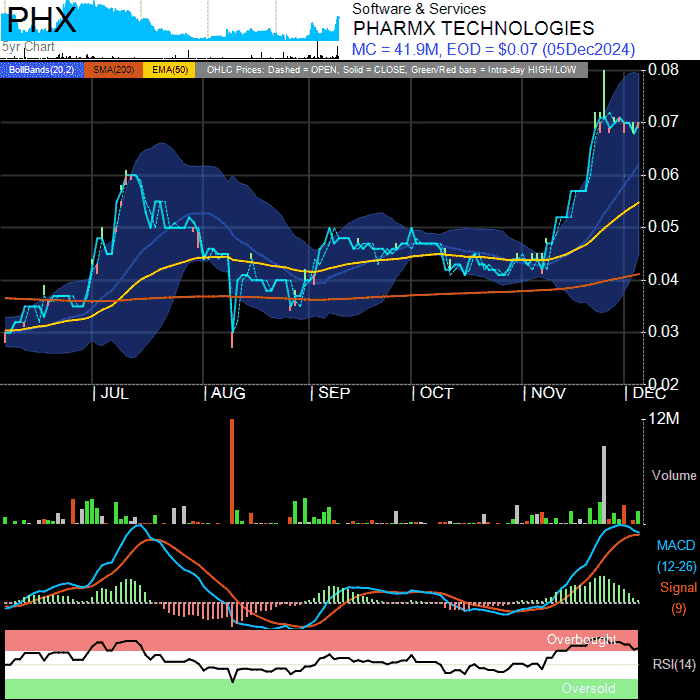 PHX
5yr Chart
Software & Services
PHARMX TECHNOLOGIES
MC = 41.9M, EOD = $0.07 (05Dec2024)
BollBands(20,2) SMA(200) EMA(50) OHLC Prices: Dashed = OPEN, Solid = CLOSE, Green/Red bars = Intra-day HIGH/LOW
0.08
0.07
0.06
0.05
0.04
0.03
0.02
JUL AUG SEP OCT NOV DEC
12M
Volume
MACD
(12-26)
Signal
(9)
Overbought
RSI(14)
Oversold